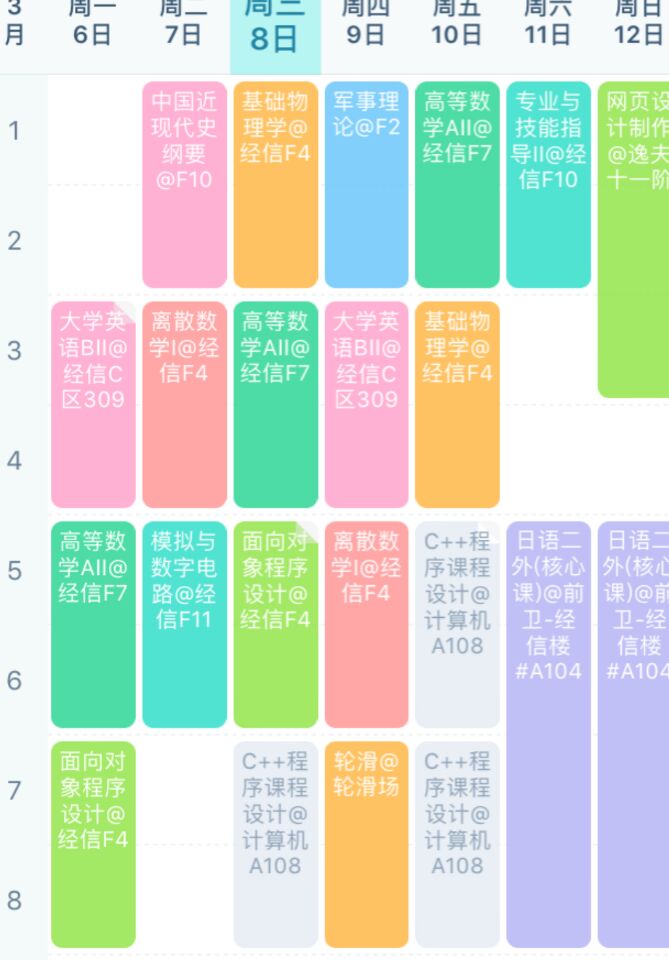 3
月
周一
6日
周二
7日
周三
8日
周四
9日
周五
10日
周六
11日
周日
12日
1
2
3
4
5
6
7
8
大学英
语BII@
经信C
区309
高等数
学AII@
经信F7
面向对
象程序
设计@
经信F4
中国近
现代史
纲要
@F10
离散数
学I@经
信F4
模拟与
数字电
路@经
信F11
基础物
理学@
经信F4
高等数
学AII@
经信F7
面向对
象程序
设计@
经信F4
C++程
序课程
设计@
计算机
A108
军事理
论@F2
大学英
语BII@
经信C
区309
离散数
学I@经
信F4
轮滑@
轮滑场
高等数
学AII@
经信F7
基础物
理学@
经信F4
C++程
序课程
设计@
计算机
A108
C++程
序课程
设计@
计算机
A108
专业与
技能指
导II@经
信F10
日语二
外(核心
课)@前
卫-经
信楼
#A104
网页设
计制作
@逸夫
十一阶
日语二
外(核心
课)@前
卫-经
信楼
#A104